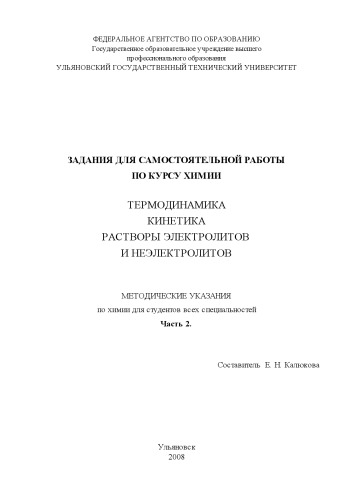 ФЕДЕРАЛЬНОЕ АГЕНТСТВО ПО ОБРАЗОВАНИЮ
Государственное образовательное учреждение высшего
профессионального образования
УЛЬЯНОВСКИЙ ГОСУДАРСТВЕННЫЙ ТЕХНИЧЕСКИЙ УНИВЕРСИТЕТ
ЗАДАНИЯ ДЛЯ САМОСТОЯТЕЛЬНОЙ РАБОТЫ
ПО КУРСУ ХИМИИ
ТЕРМОДИНАМИКА
КИНЕТИКА
РАСТВОРЫ ЭЛЕКТРОЛИТОВ
И НЕЭЛЕКТРОЛИТОВ
МЕТОДИЧЕСКИЕ УКАЗАНИЯ
по химии для студентов всех специальностей
Часть 2.
Составитель Е. Н. Калюкова
Ульяновск
2008